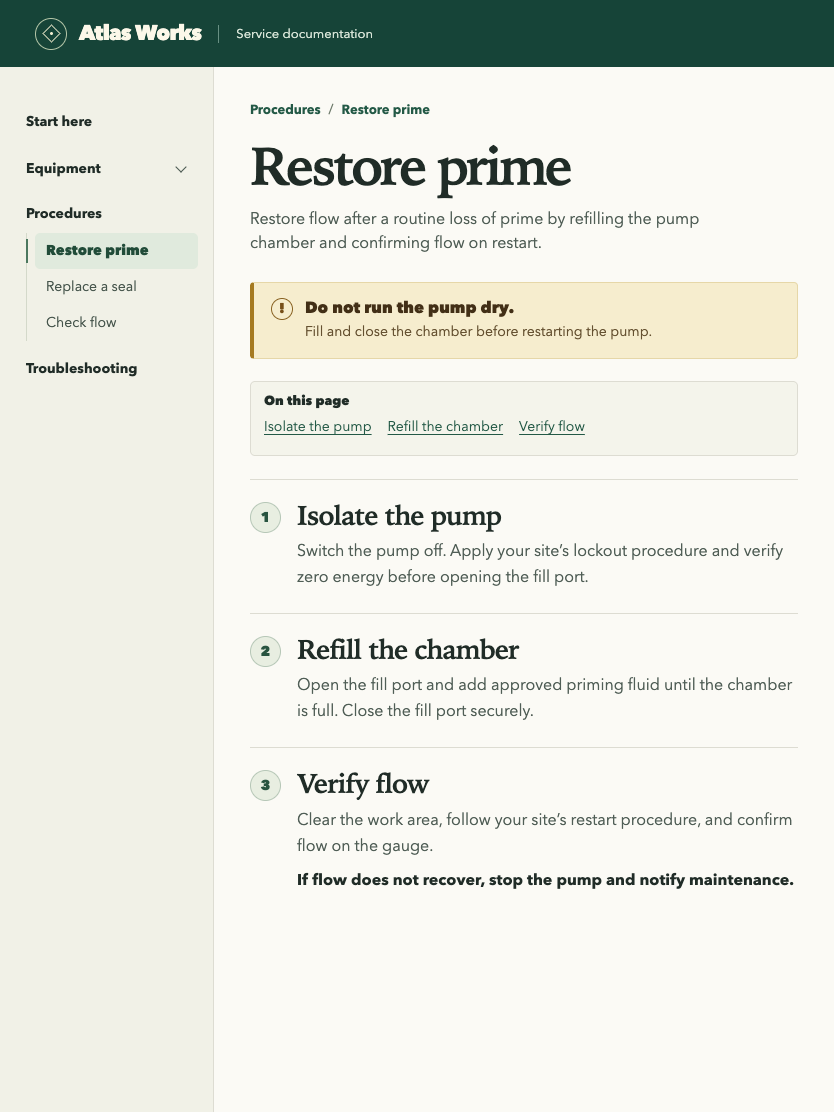 Atlas Works
Service documentation
Start here
Equipment
Procedures
Restore prime
Replace a seal
Check flow
Troubleshooting
Procedures / Restore prime
Restore prime
Restore flow after a routine loss of prime by refilling the pump
chamber and confirming flow on restart.
!
Do not run the pump dry.
Fill and close the chamber before restarting the pump.
On this page
Isolate the pump Refill the chamber Verify flow
1 Isolate the pump
Switch the pump off. Apply your site’s lockout procedure and verify
zero energy before opening the fill port.
2 Refill the chamber
Open the fill port and add approved priming fluid until the chamber
is full. Close the fill port securely.
3 Verify flow
Clear the work area, follow your site’s restart procedure, and confirm
flow on the gauge.
If flow does not recover, stop the pump and notify maintenance.